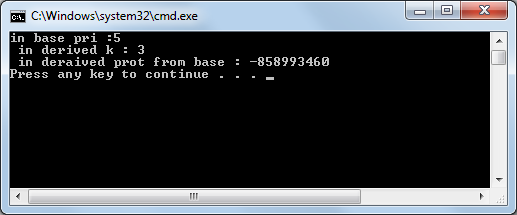 C:\Windows\system32\cmd.exe
in base pri :5
in derived k : 3
in deraived prot from base : -858993460
Press any key to continue . . . _